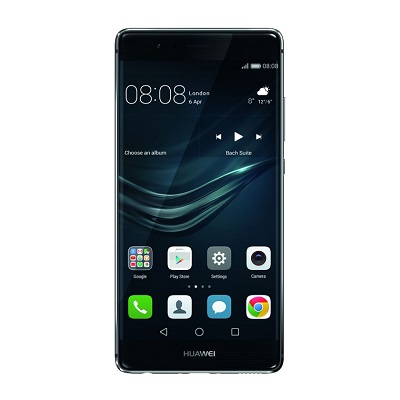 08:08
08:08
London
6 Apr
8° 12°/6°
Choose an album
Bach Suite
Google
Play Store
Settings
Camera
HUAWEI